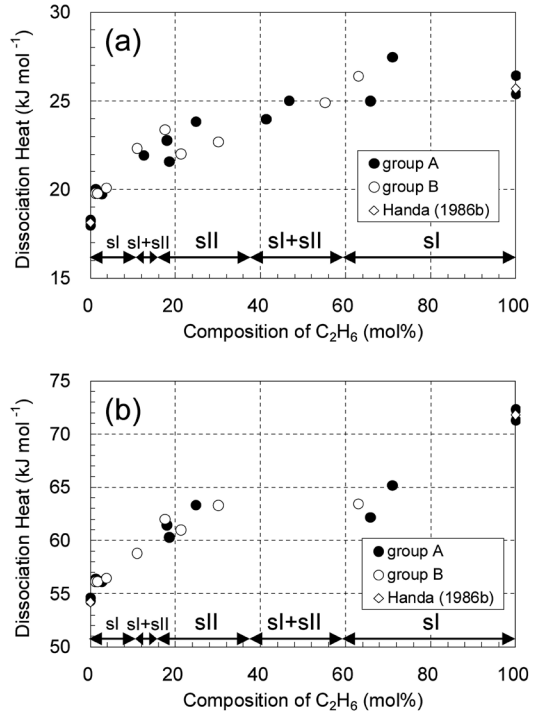 30
(a)
25
20
15
Dissociation Heat (kJ mol⁻¹)
group A
group B
Handa (1986b)
sI
sI+sII
sII
sI+sII
sI
0
20
40
60
80
100
Composition of C₂H₆ (mol%)
75
(b)
70
65
60
55
50
Dissociation Heat (kJ mol⁻¹)
group A
group B
Handa (1986b)
sI
sI+sII
sII
sI+sII
sI
0
20
40
60
80
100
Composition of C₂H₆ (mol%)